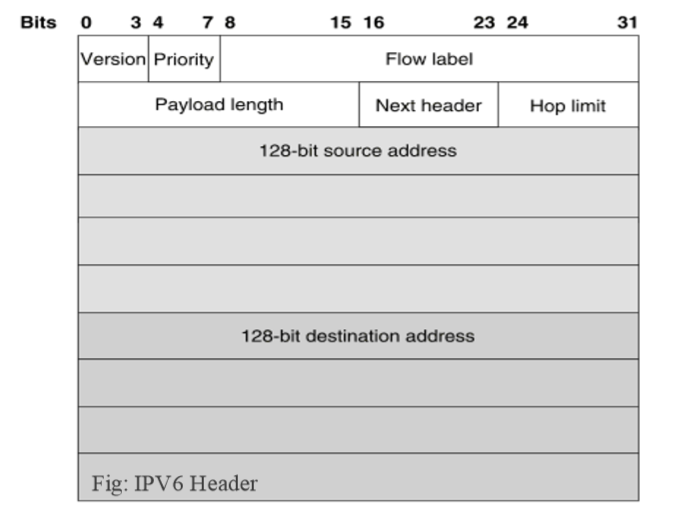 Bits 0 3 4 7 8 15 16 23 24 31
Version Priority Flow label
Payload length Next header Hop limit
128-bit source address
128-bit destination address
Fig: IPV6 Header